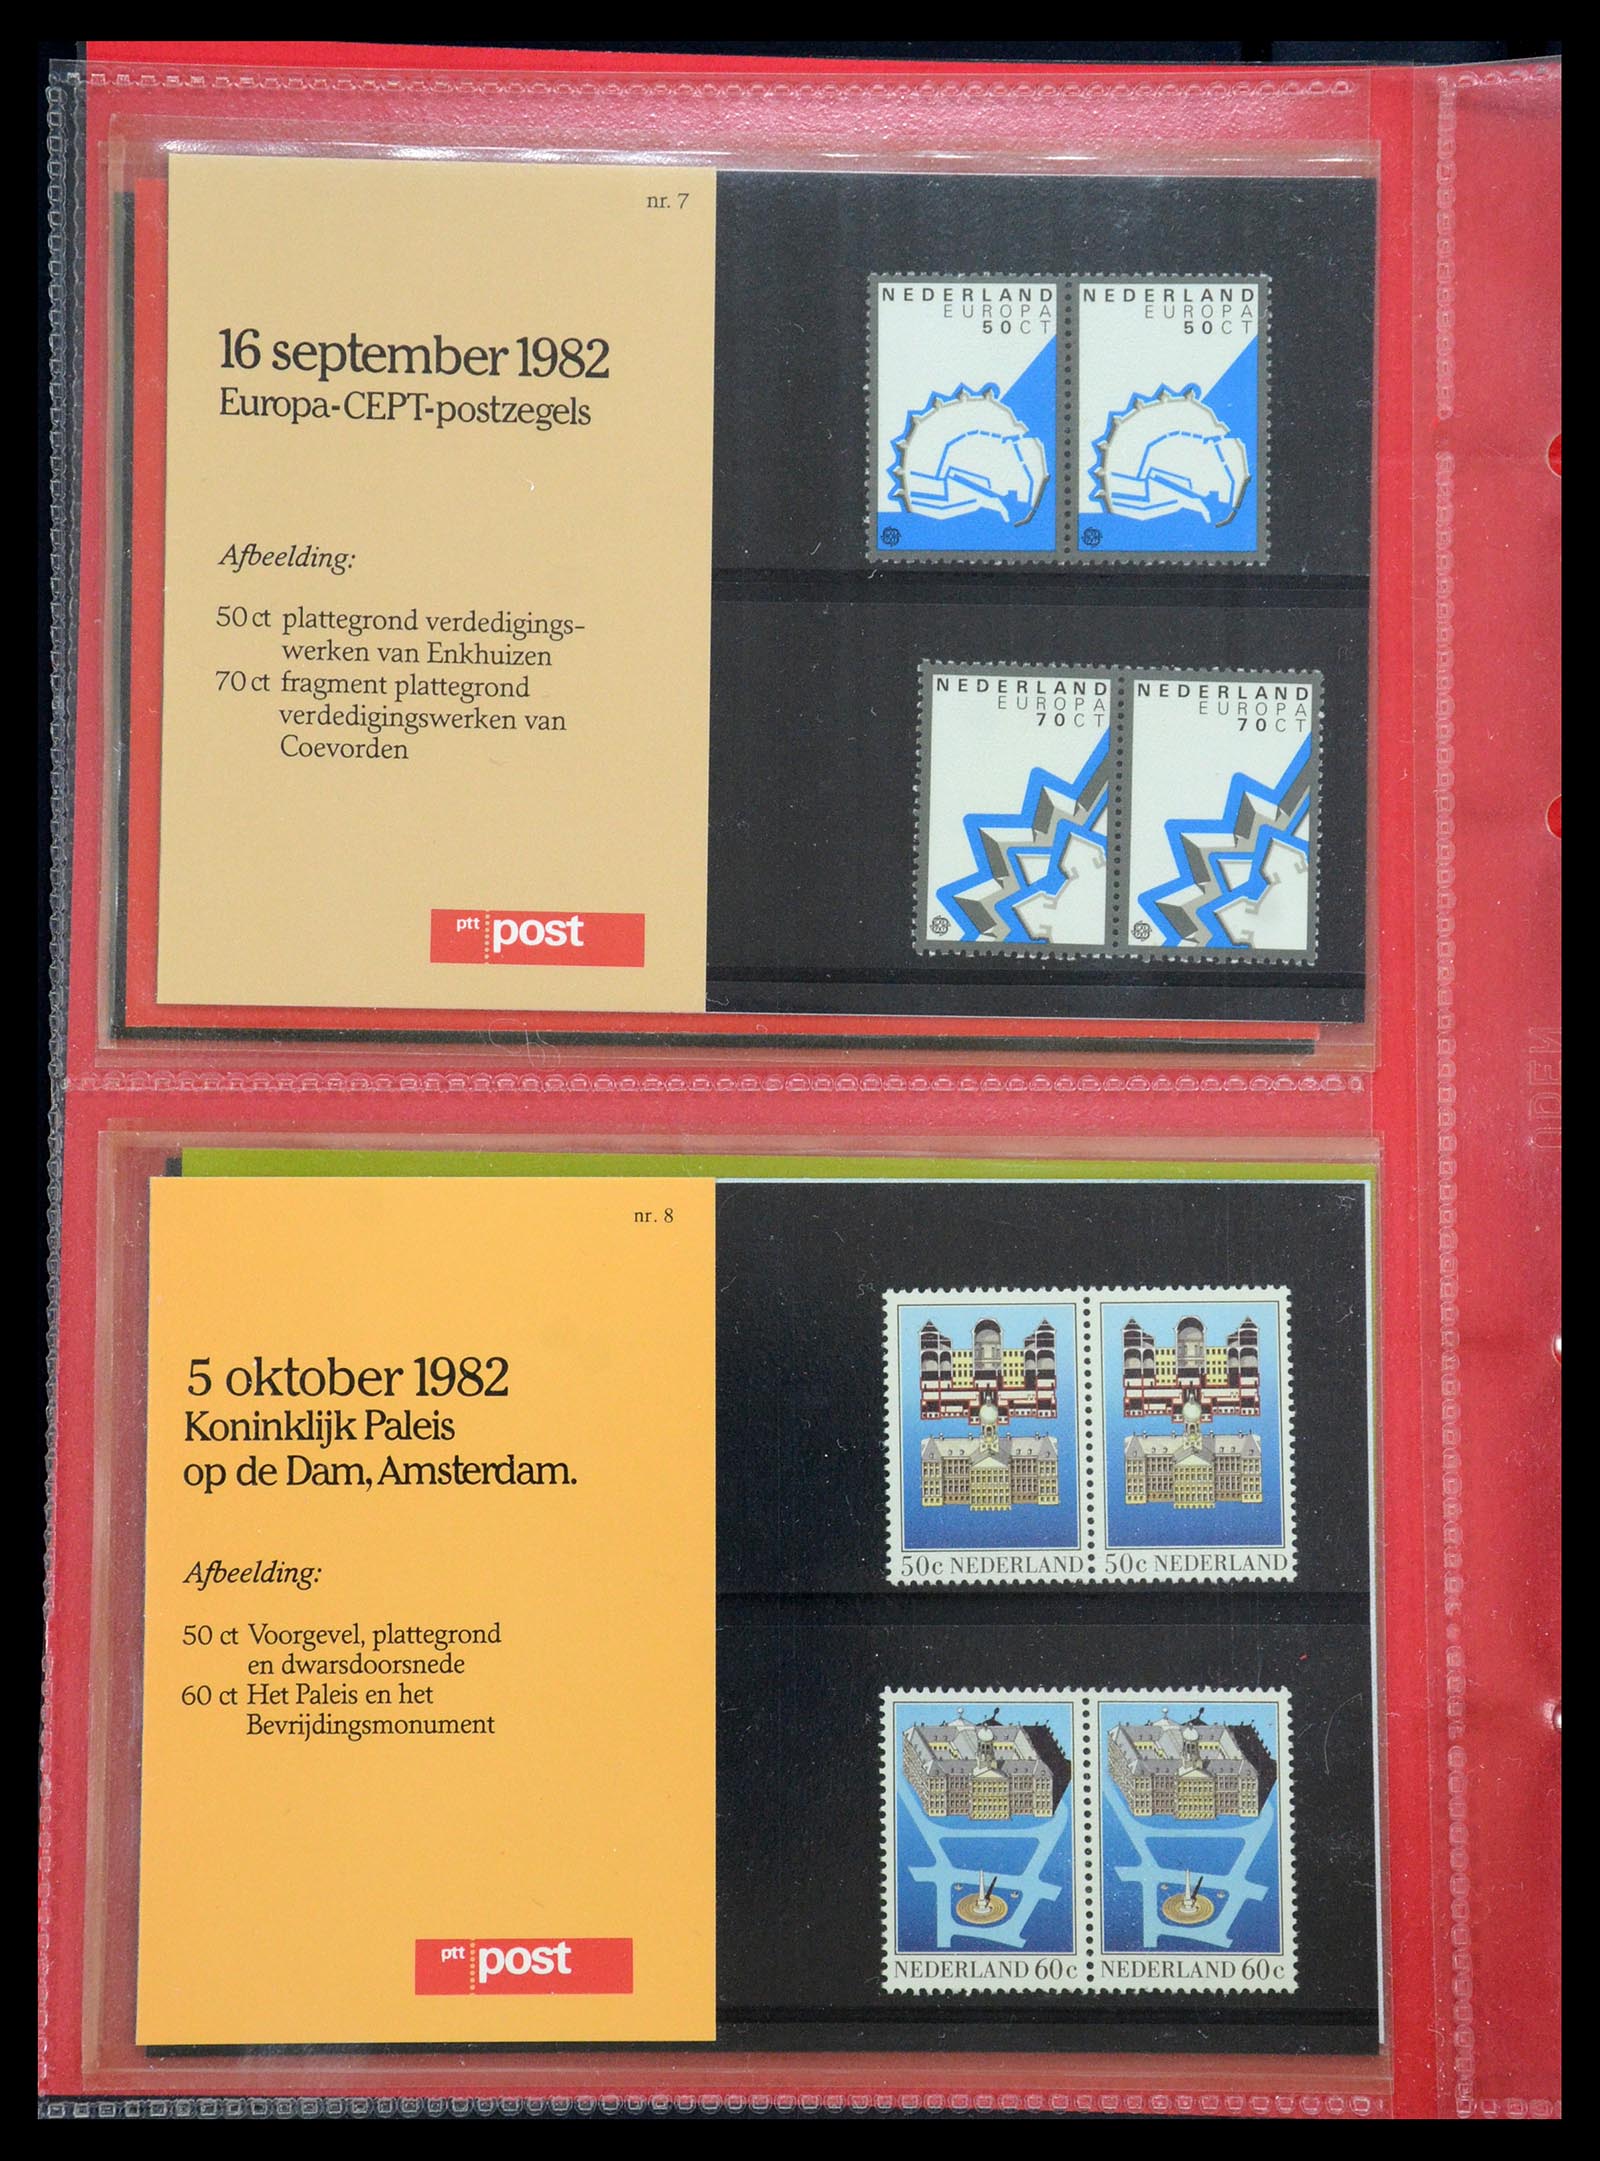 nr. 7
16 september 1982
Europa-CEPT-postzegels
Afbeelding:
50 ct plattegrond verdedigings-
werken van Enkhuizen
70 ct fragment plattegrond
verdedigingswerken van
Coevorden
ptt post
NEDERLAND
EUROPA
50 CT
NEDERLAND
EUROPA
50 CT
NEDERLAND
EUROPA
70 CT
NEDERLAND
EUROPA
70 CT
nr. 8
5 oktober 1982
Koninklijk Paleis
op de Dam, Amsterdam.
Afbeelding:
50 ct Voorgevel, plattegrond
en dwarsdoorsnede
60 ct Het Paleis en het
Bevrijdingsmonument
ptt post
50c NEDERLAND
50c NEDERLAND
NEDERLAND 60c
NEDERLAND 60c